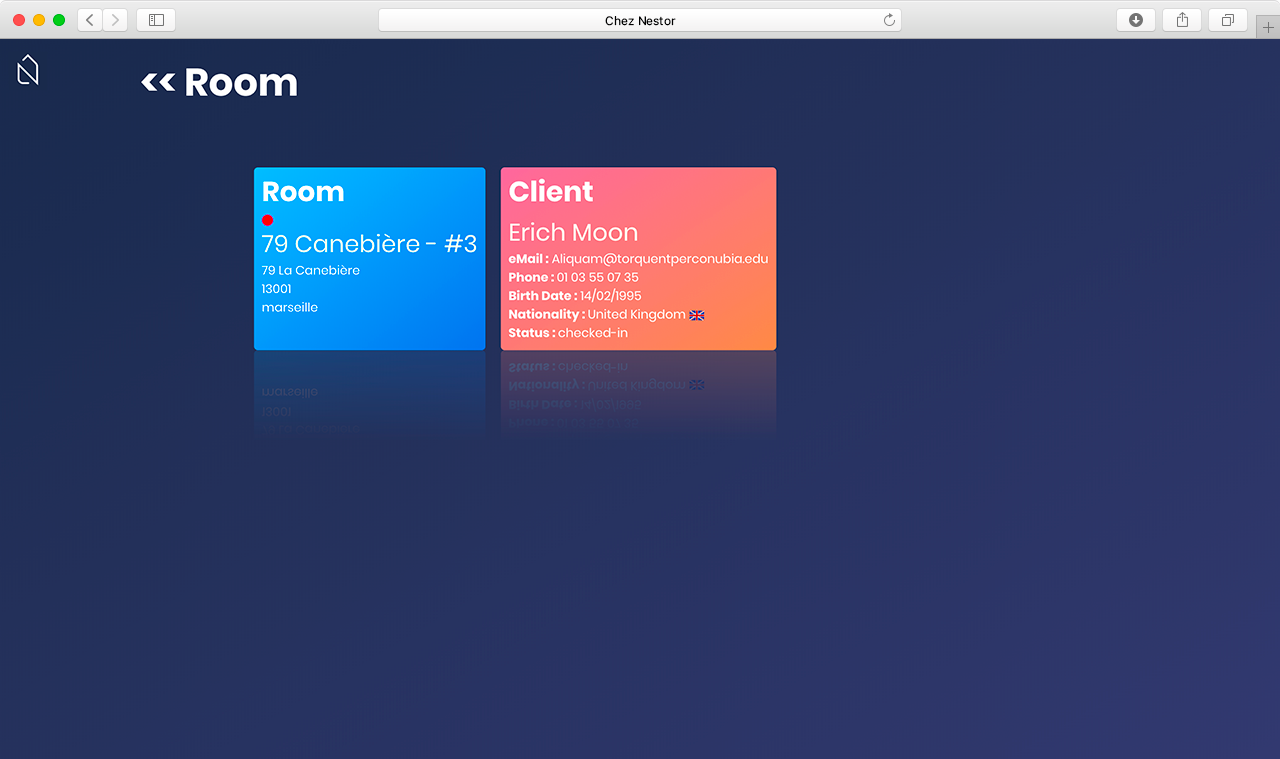 Chez Nestor
<< Room
Room
79 Canebière - #3
79 La Canebière
13001
marseille
Client
Erich Moon
eMail : Aliquam@torquentperconubia.edu
Phone : 01 03 55 07 35
Birth Date : 14/02/1995
Nationality : United Kingdom 🇬🇧
Status : checked-in